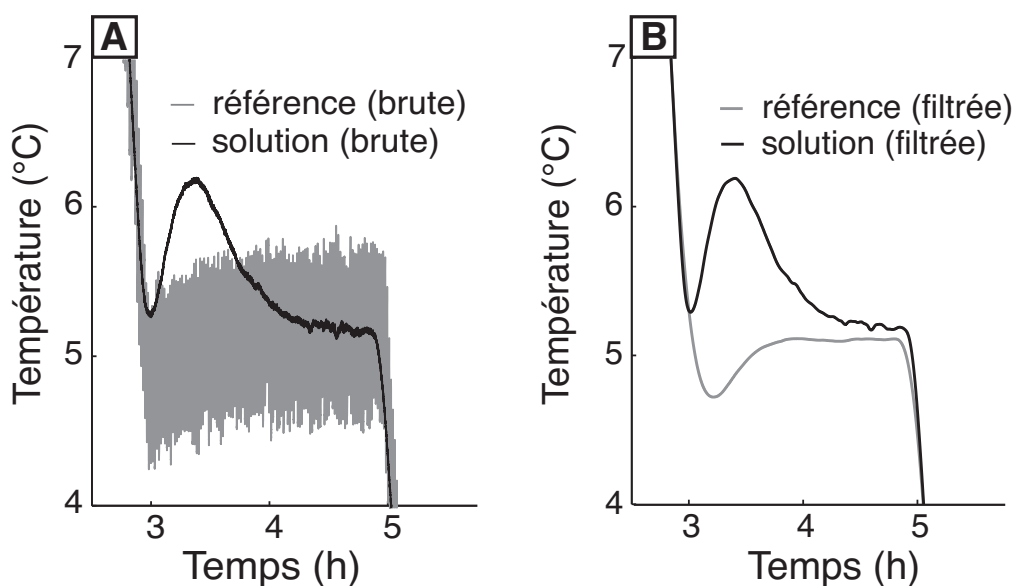 A
7
6
5
4
Température (°C)
référence (brute)
solution (brute)
3
4
5
Temps (h)
B
7
6
5
4
Température (°C)
référence (filtrée)
solution (filtrée)
3
4
5
Temps (h)